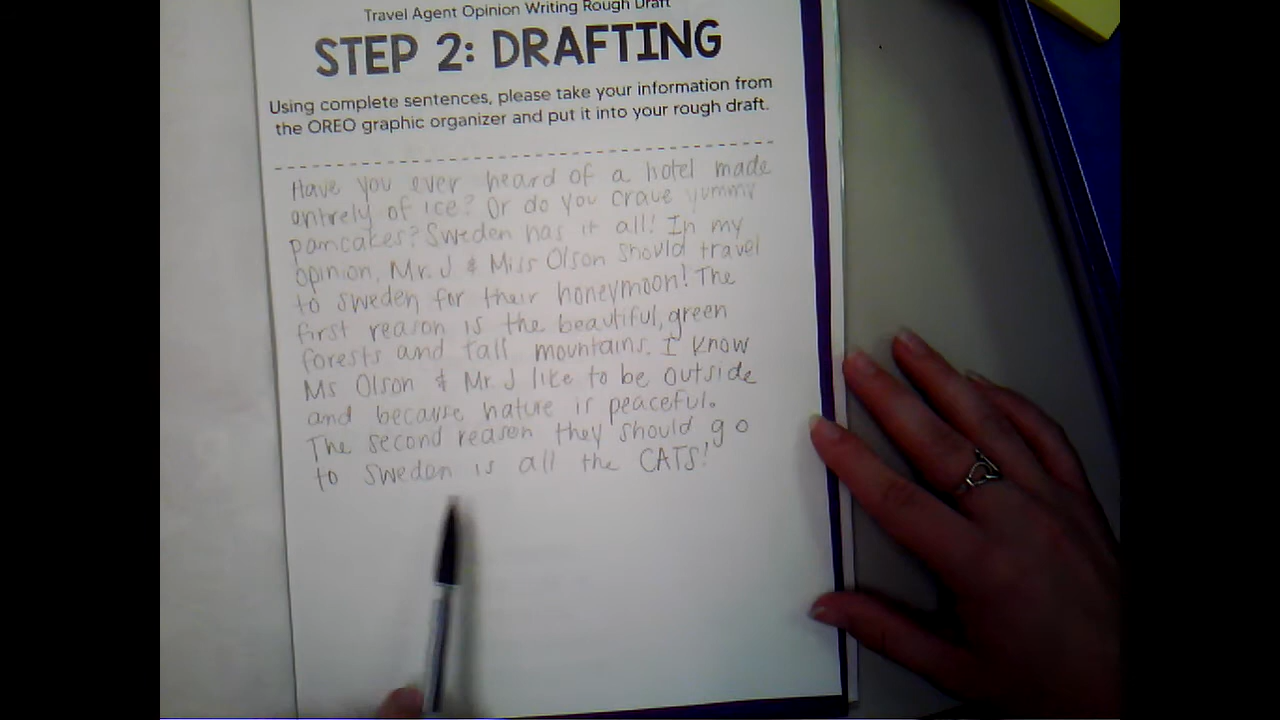 Travel Agent Opinion Writing Rough Draft
STEP 2: DRAFTING
Using complete sentences, please take your information from
the OREO graphic organizer and put it into your rough draft.
Have you ever heard of a hotel made
entirely of ice? Or do you crave yummy
pancakes? Sweden has it all! In my
opinion, Mr. J & Miss Olson should travel
to sweden for their honeymoon! The
first reason is the beautiful, green
forests and tall mountains. I know
Ms Olson & Mr. J like to be outside
and because nature is peaceful.
The second reason they should go
to sweden is all the CATS!